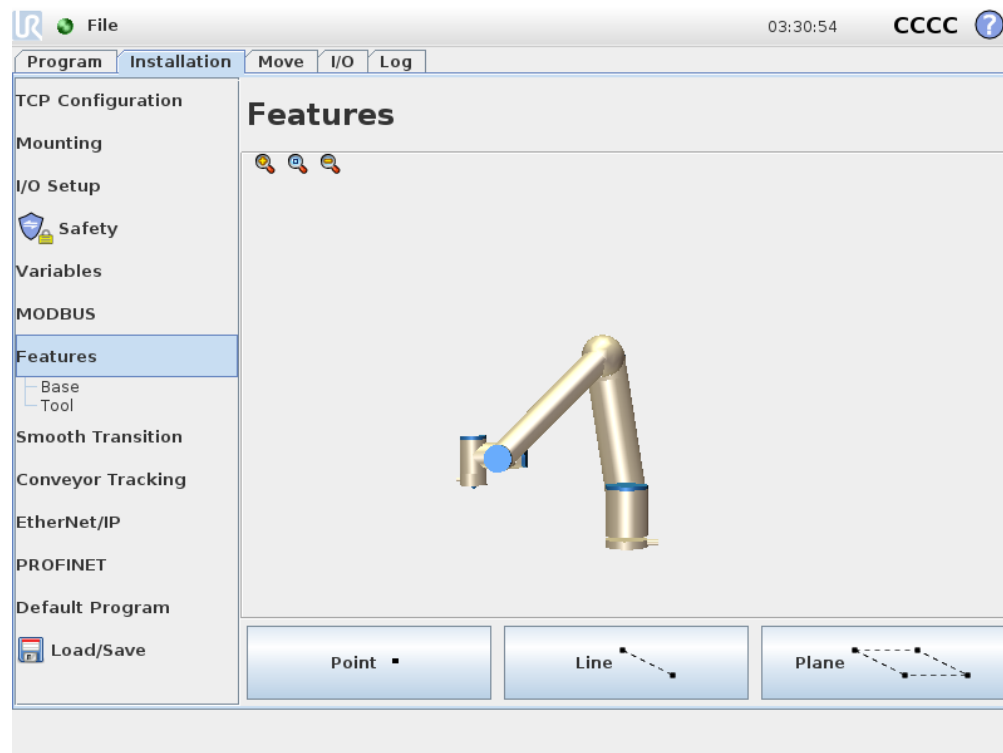 UR File 03:30:54 CCCC ?
Program Installation Move I/O Log
TCP Configuration
Mounting
I/O Setup
Safety
Variables
MODBUS
Features
Base
Tool
Smooth Transition
Conveyor Tracking
EtherNet/IP
PROFINET
Default Program
Load/Save
Features
Point
Line
Plane